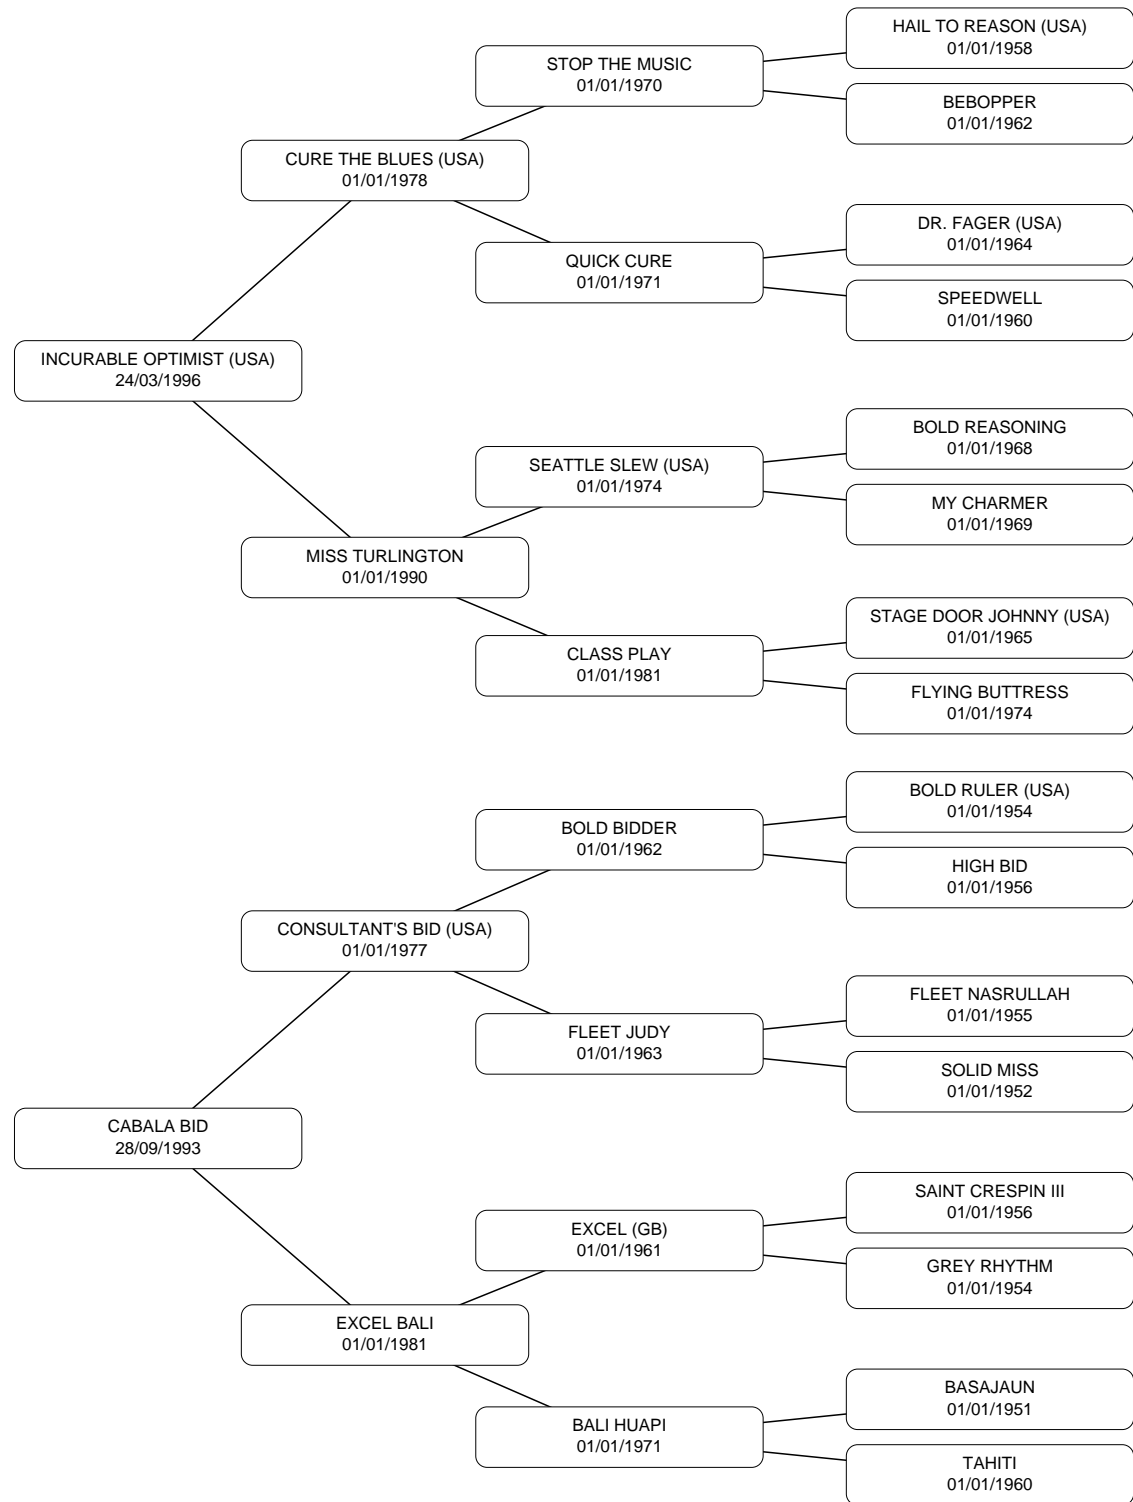 HAIL TO REASON (USA)
01/01/1958
STOP THE MUSIC
01/01/1970
BEBOPPER
01/01/1962
CURE THE BLUES (USA)
01/01/1978
DR. FAGER (USA)
01/01/1964
QUICK CURE
01/01/1971
SPEEDWELL
01/01/1960
INCURABLE OPTIMIST (USA)
24/03/1996
BOLD REASONING
01/01/1968
SEATTLE SLEW (USA)
01/01/1974
MY CHARMER
01/01/1969
MISS TURLINGTON
01/01/1990
STAGE DOOR JOHNNY (USA)
01/01/1965
CLASS PLAY
01/01/1981
FLYING BUTTRESS
01/01/1974
BOLD RULER (USA)
01/01/1954
BOLD BIDDER
01/01/1962
HIGH BID
01/01/1956
CONSULTANT'S BID (USA)
01/01/1977
FLEET NASRULLAH
01/01/1955
FLEET JUDY
01/01/1963
SOLID MISS
01/01/1952
CABALA BID
28/09/1993
SAINT CRESPIN III
01/01/1956
EXCEL (GB)
01/01/1961
GREY RHYTHM
01/01/1954
EXCEL BALI
01/01/1981
BASAJAUN
01/01/1951
BALI HUAPI
01/01/1971
TAHITI
01/01/1960